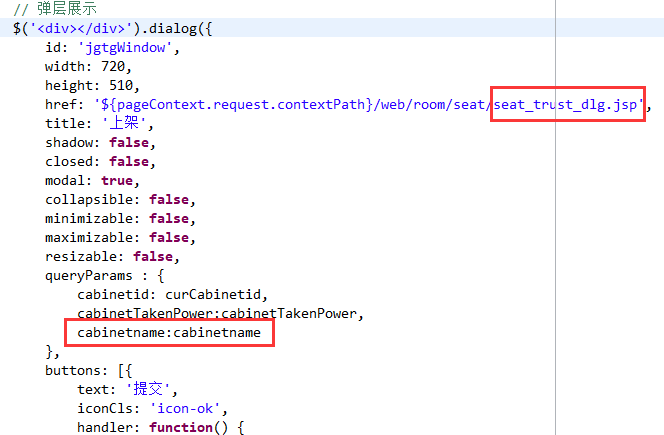 // 弹层展示
$('<div></div>').dialog({
id: 'jgtgWindow',
width: 720,
height: 510,
href: '${pageContext.request.contextPath}/web/room/seat/seat_trust_dlg.jsp',
title: '上架',
shadow: false,
closed: false,
modal: true,
collapsible: false,
minimizable: false,
maximizable: false,
resizable: false,
queryParams : {
cabinetid: curCabinetid,
cabinetTakenPower:cabinetTakenPower,
cabinetname:cabinetname
},
buttons: [{
text: '提交',
iconCls: 'icon-ok',
handler: function() {